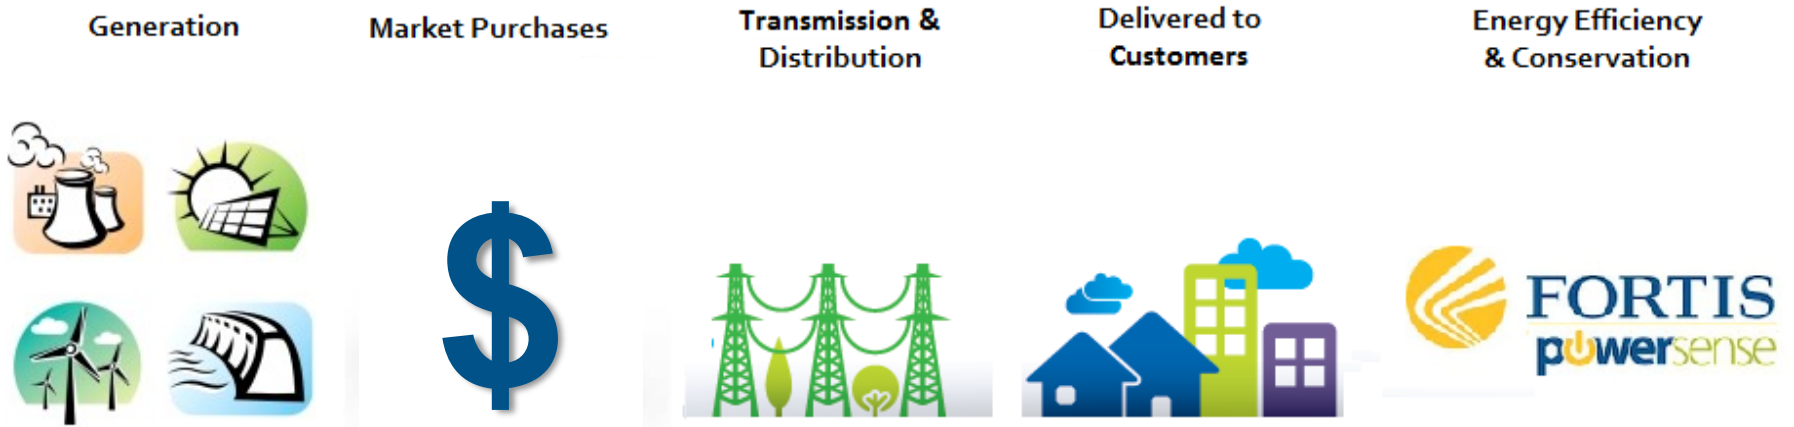 Generation
Market Purchases
Transmission &
Distribution
Delivered to
Customers
Energy Efficiency
& Conservation
$
FORTIS
powersense